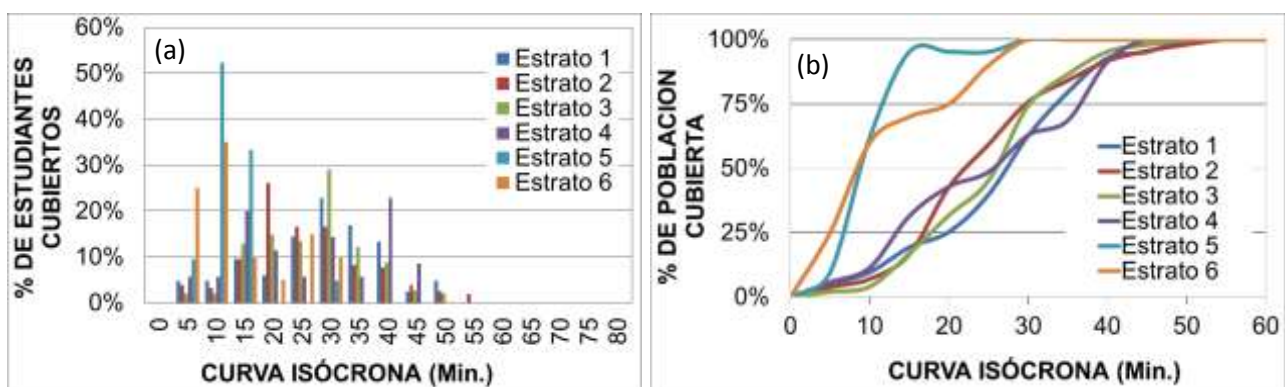 (a)
% DE ESTUDIANTES
CUBIERTOS
60%
50%
40%
30%
20%
10%
0%
Estrato 1
Estrato 2
Estrato 3
Estrato 4
Estrato 5
Estrato 6
0 5 10 15 20 25 30 35 40 45 50 55 60 65 70 75 80
CURVA ISÓCRONA (Min.)
(b)
% DE POBLACION
CUBIERTA
100%
75%
50%
25%
0%
Estrato 1
Estrato 2
Estrato 3
Estrato 4
Estrato 5
Estrato 6
0 10 20 30 40 50 60
CURVA ISÓCRONA (Min.)